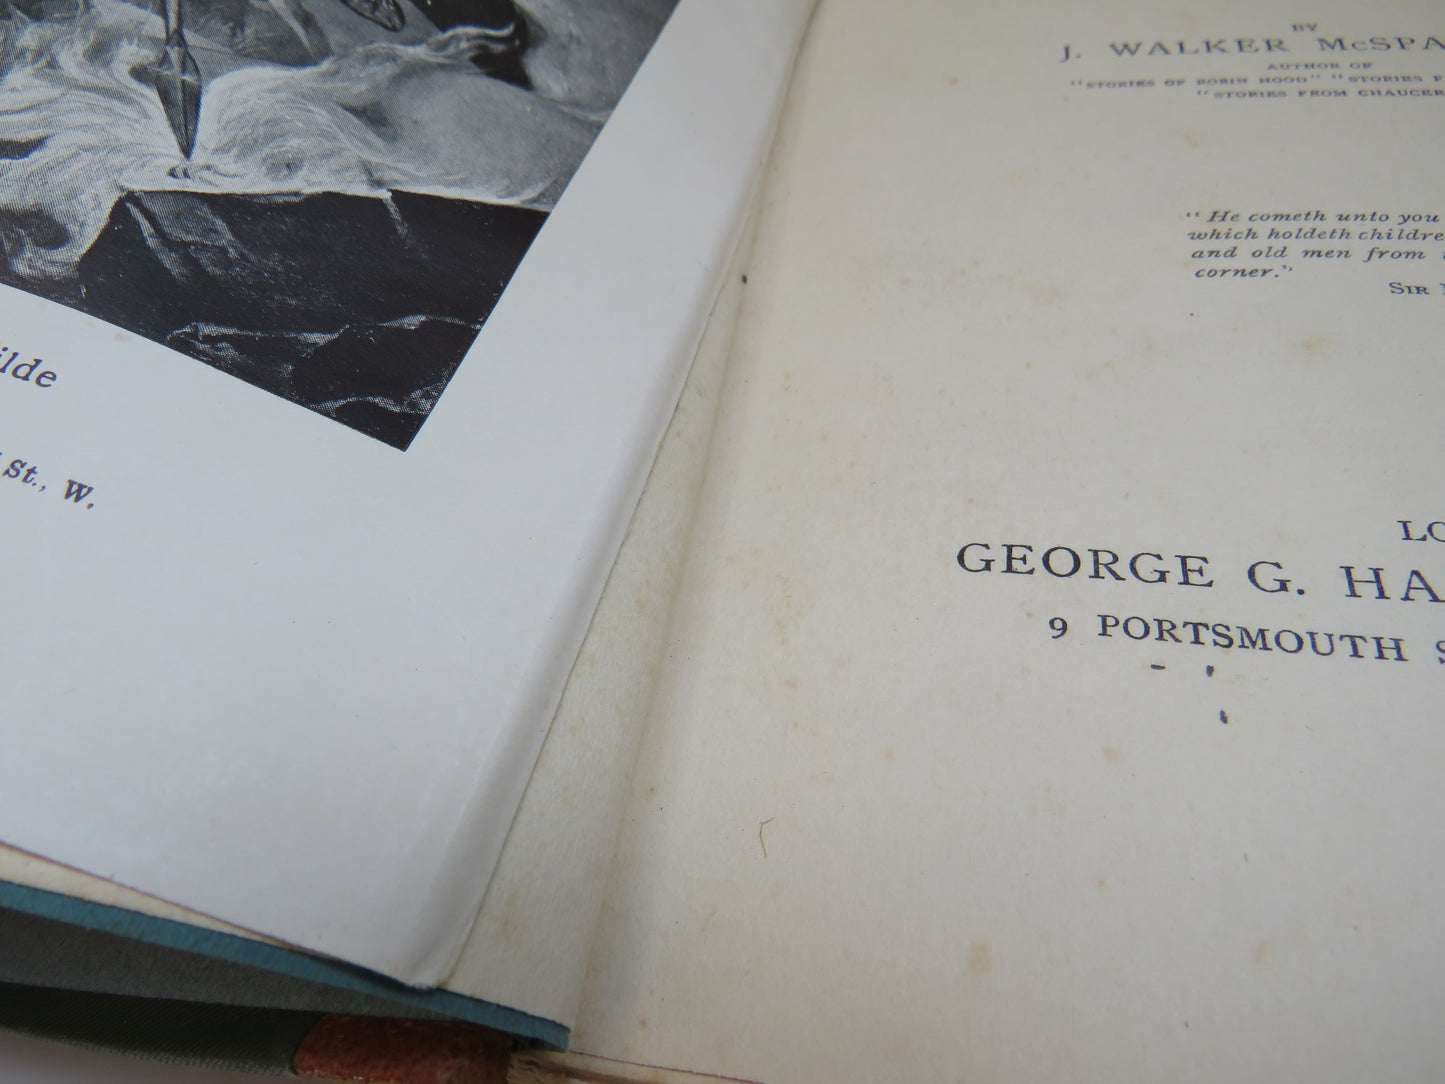 ilde
St., W.
BY
J. WALKER McSPA
AUTHOR OF
"STORIES OF ROBIN HOOD" "STORIES F
"STORIES FROM CHAUCER
"He cometh unto you
which holdeth childre
and old men from
corner."
SIR
LO
GEORGE G. HA
9 PORTSMOUTH S